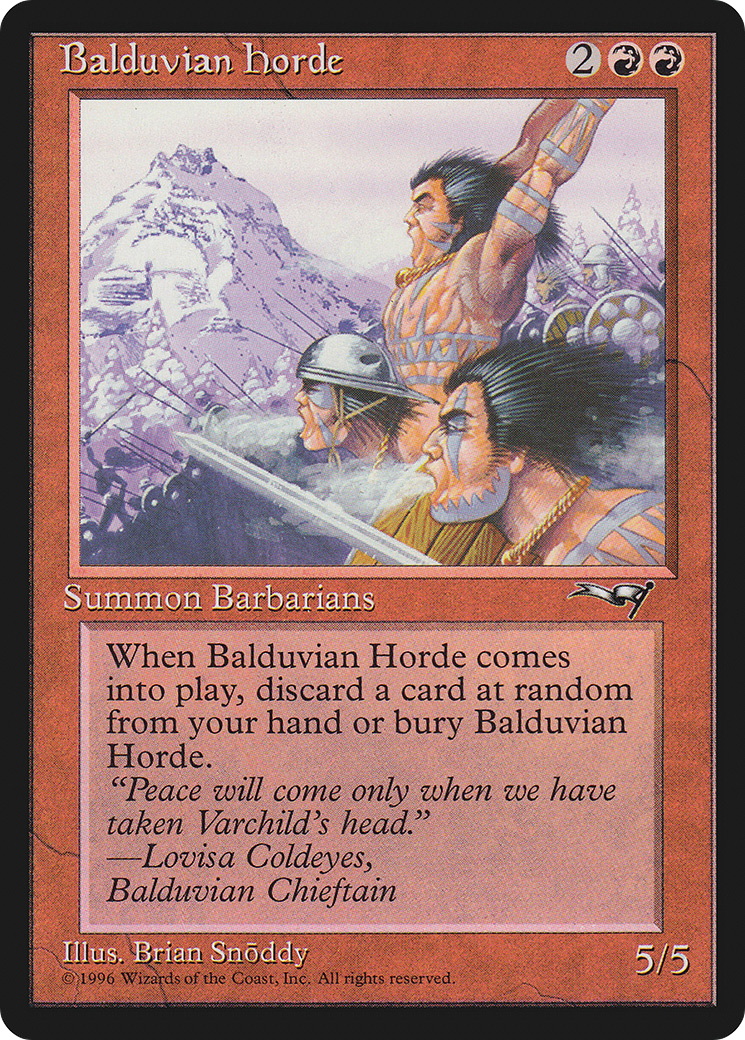 Balduvian Horde 2
Summon Barbarians
When Balduvian Horde comes
into play, discard a card at random
from your hand or bury Balduvian
Horde.
“Peace will come only when we have
taken Varchild’s head.”
—Lovisa Coldeyes,
Balduvian Chieftain
Illus. Brian Snōddy
5/5
©1996 Wizards of the Coast, Inc. All rights reserved.